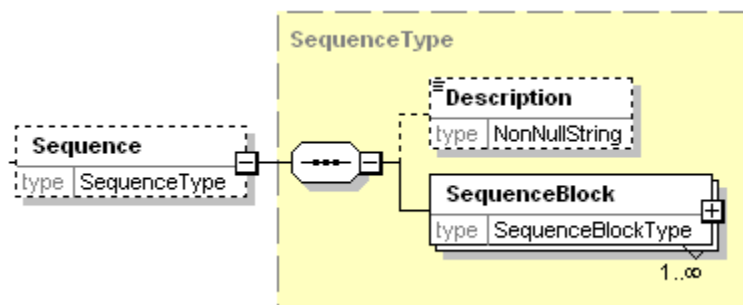 SequenceType
Description
type NonNullString
Sequence
type SequenceType
SequenceBlock
type SequenceBlockType
1..∞